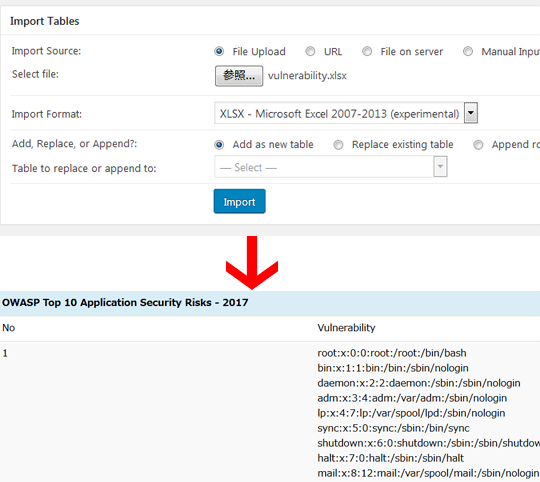 Import Tables
Import Source: File Upload URL File on server Manual Input
Select file: 参照... vulnerability.xlsx
Import Format: XLSX - Microsoft Excel 2007-2013 (experimental)
Add, Replace, or Append?: Add as new table Replace existing table Append ro
Table to replace or append to: — Select —
Import
OWASP Top 10 Application Security Risks - 2017
No Vulnerability
1 root:x:0:0:root:/root:/bin/bash
bin:x:1:1:bin:/bin:/sbin/nologin
daemon:x:2:2:daemon:/sbin:/sbin/nologin
adm:x:3:4:adm:/var/adm:/sbin/nologin
lp:x:4:7:lp:/var/spool/lpd:/sbin/nologin
sync:x:5:0:sync:/sbin:/bin/sync
shutdown:x:6:0:shutdown:/sbin:/sbin/shutdow
halt:x:7:0:halt:/sbin:/sbin/halt
mail:x:8:12:mail:/var/spool/mail:/sbin/nologin